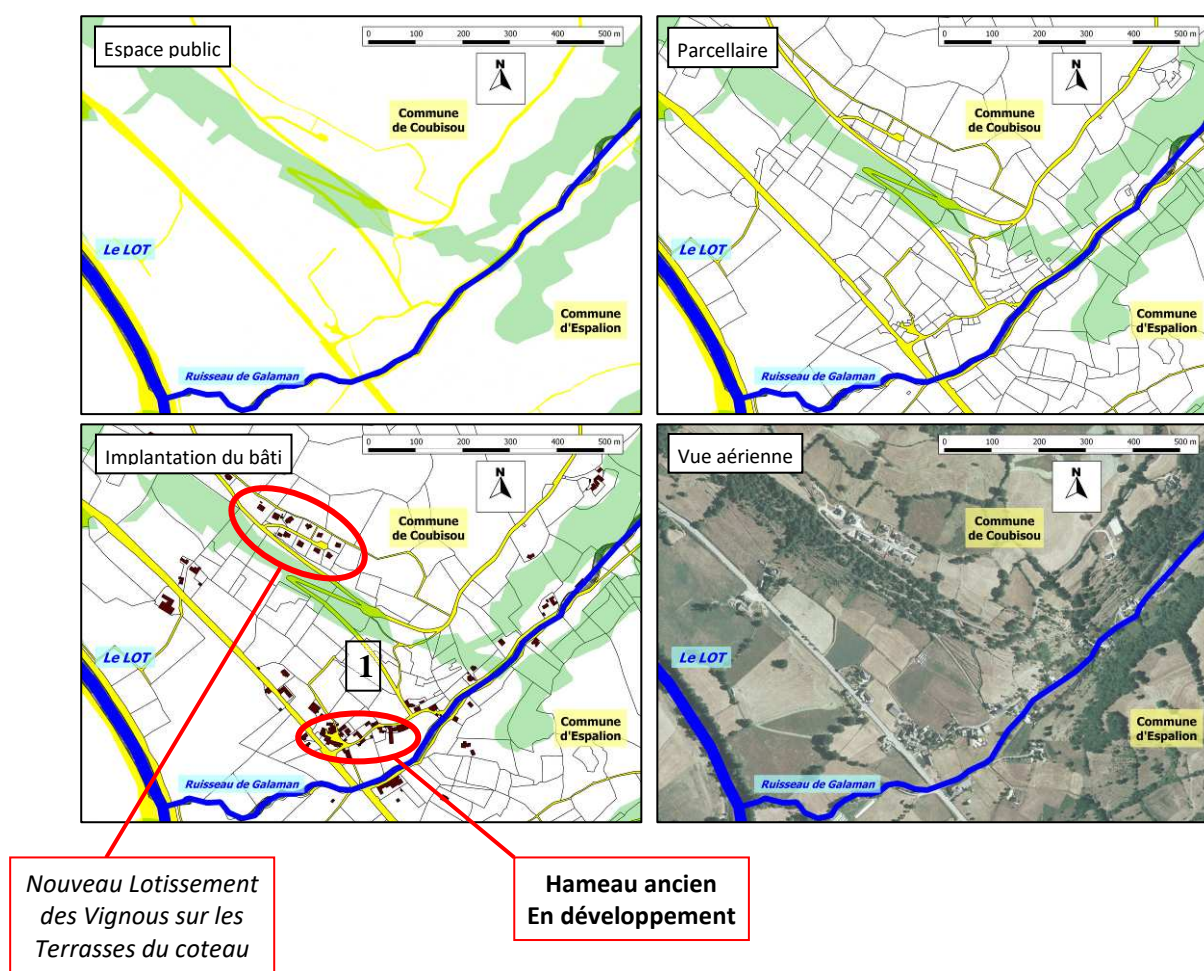 Espace public
0 100 200 300 400 500 m
N
Commune
de Coubisou
Le LOT
Commune
d'Espalion
Ruisseau de Galaman
Parcellaire
0 100 200 300 400 500 m
N
Commune
de Coubisou
Le LOT
Commune
d'Espalion
Ruisseau de Galaman
Implantation du bâti
0 100 200 300 400 500 m
N
Commune
de Coubisou
1
Le LOT
Commune
d'Espalion
Ruisseau de Galaman
Vue aérienne
0 100 200 300 400 500 m
N
Commune
de Coubisou
Le LOT
Commune
d'Espalion
Ruisseau de Galaman
Nouveau Lotissement
des Vignous sur les
Terrasses du coteau
Hameau ancien
En développement